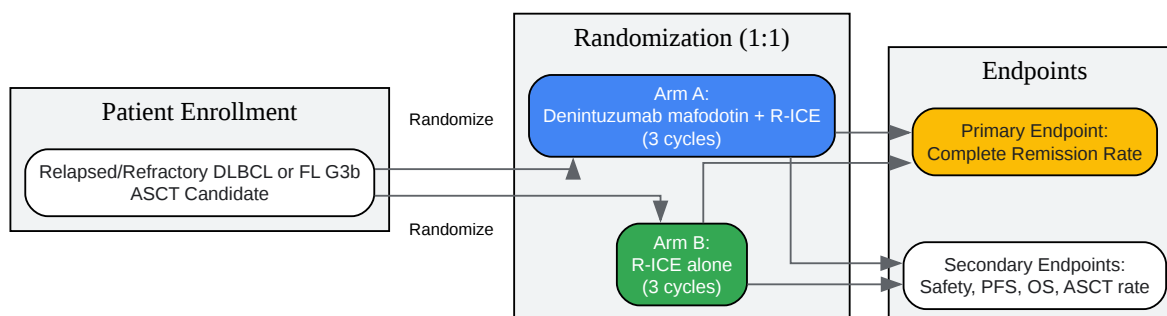 Patient Enrollment
Relapsed/Refractory DLBCL or FL G3b
ASCT Candidate
Randomize
Randomize
Randomization (1:1)
Arm A:
Denintuzumab mafodotin + R-ICE
(3 cycles)
Arm B:
R-ICE alone
(3 cycles)
Endpoints
Primary Endpoint:
Complete Remission Rate
Secondary Endpoints:
Safety, PFS, OS, ASCT rate